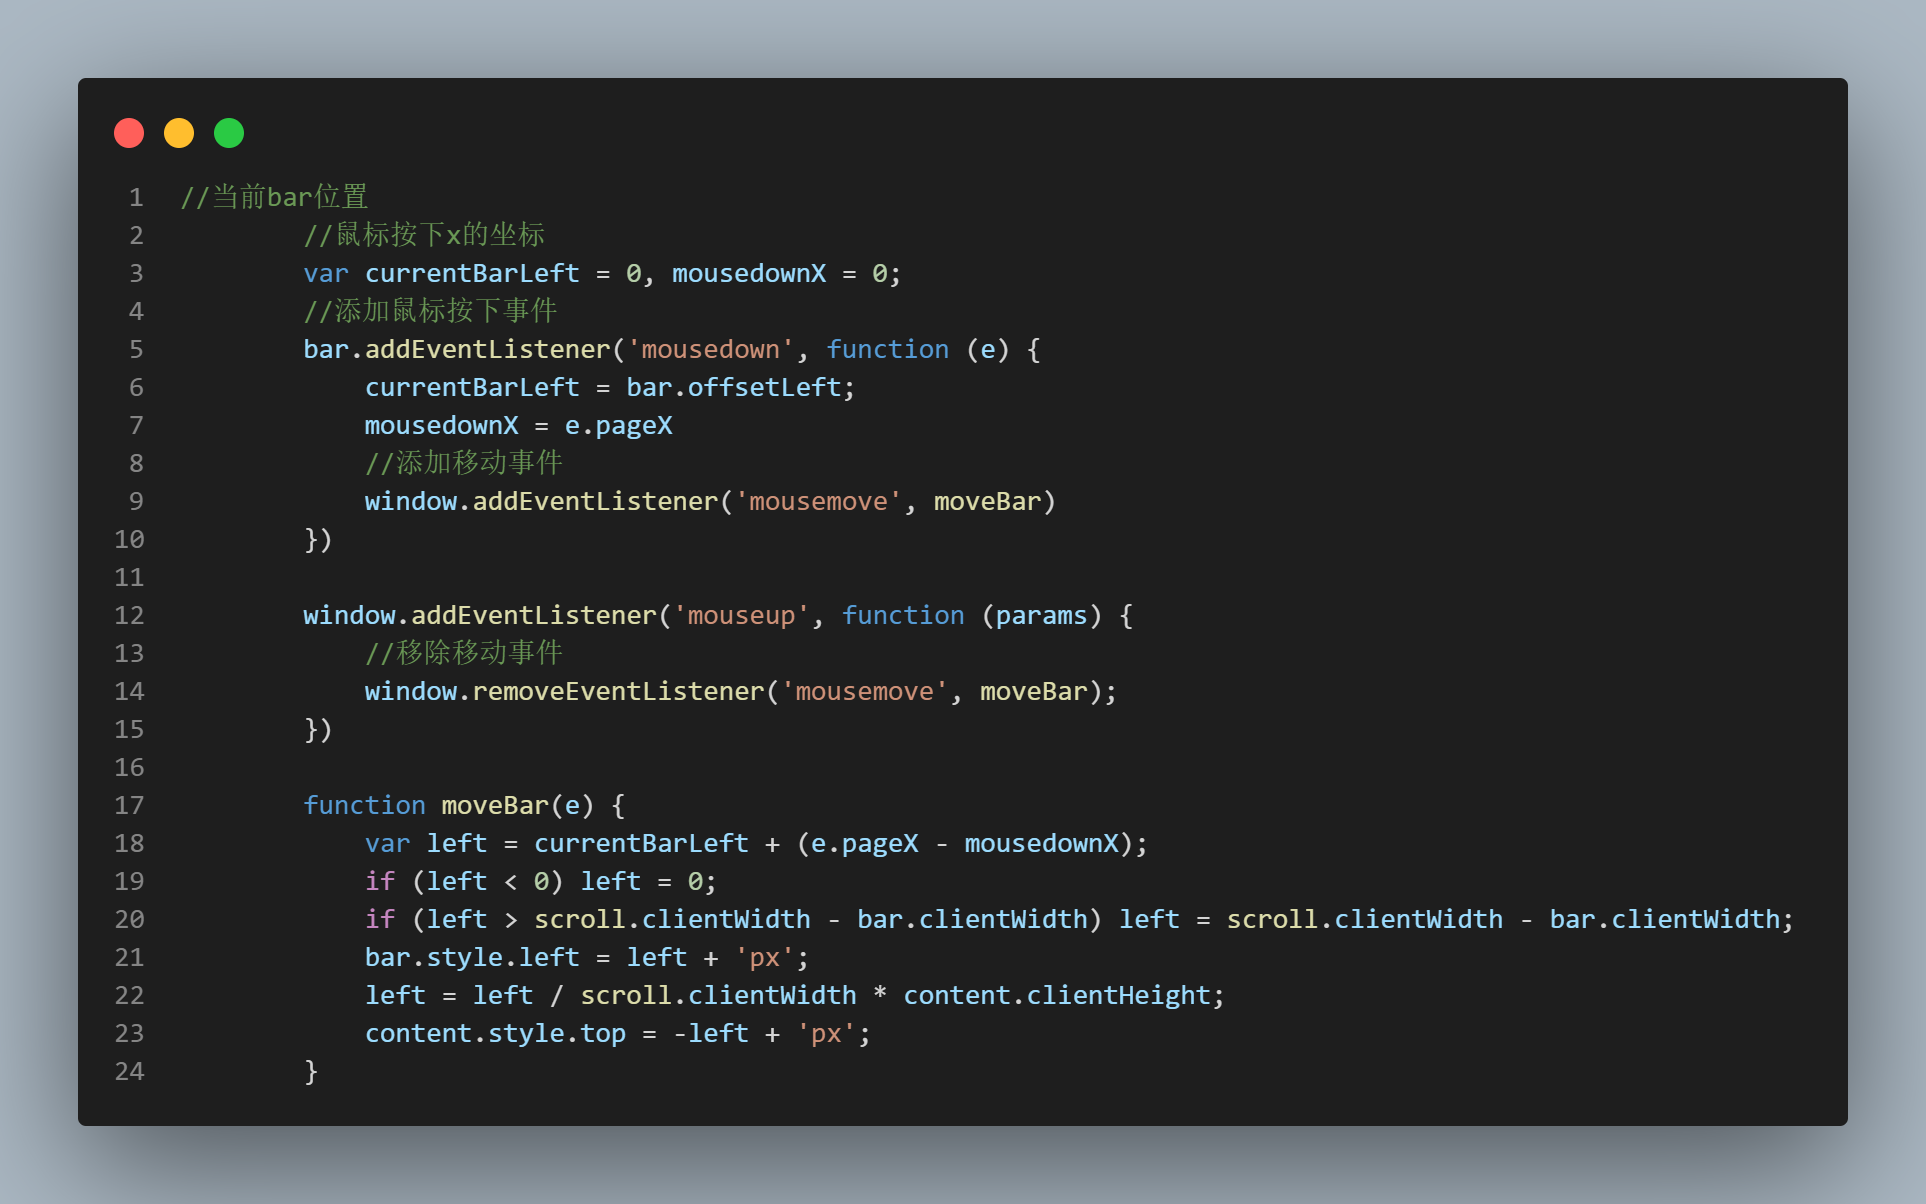 1 //当前bar位置
2         //鼠标按下x的坐标
3         var currentBarLeft = 0, mousedownX = 0;
4         //添加鼠标按下事件
5         bar.addEventListener('mousedown', function (e) {
6             currentBarLeft = bar.offsetLeft;
7             mousedownX = e.pageX
8             //添加移动事件
9             window.addEventListener('mousemove', moveBar)
10         })
11
12         window.addEventListener('mouseup', function (params) {
13             //移除移动事件
14             window.removeEventListener('mousemove', moveBar);
15         })
16
17         function moveBar(e) {
18             var left = currentBarLeft + (e.pageX - mousedownX);
19             if (left < 0) left = 0;
20             if (left > scroll.clientWidth - bar.clientWidth) left = scroll.clientWidth - bar.clientWidth;
21             bar.style.left = left + 'px';
22             left = left / scroll.clientWidth * content.clientHeight;
23             content.style.top = -left + 'px';
24         }